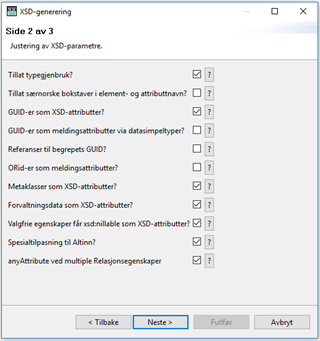 XSD-generering
Side 2 av 3
Justering av XSD-parametre.
Tillat typegjenbruk? ?
Tillat særnorske bokstaver i element- og attributtnavn? ?
GUID-er som XSD-attributter? ?
GUID-er som meldingsattributter via datasimpeltyper? ?
Referanser til begrepets GUID? ?
ORid-er som meldingsattributter? ?
Metaklasser som XSD-attributter? ?
Forvaltningsdata som XSD-attributter? ?
Valgfrie egenskaper får xsd:nillable som XSD-attributter? ?
Spesialtilpasning til Altinn? ?
anyAttribute ved multiple Relasjonsegenskaper ?
< Tilbake Neste > Fullfør Avbryt